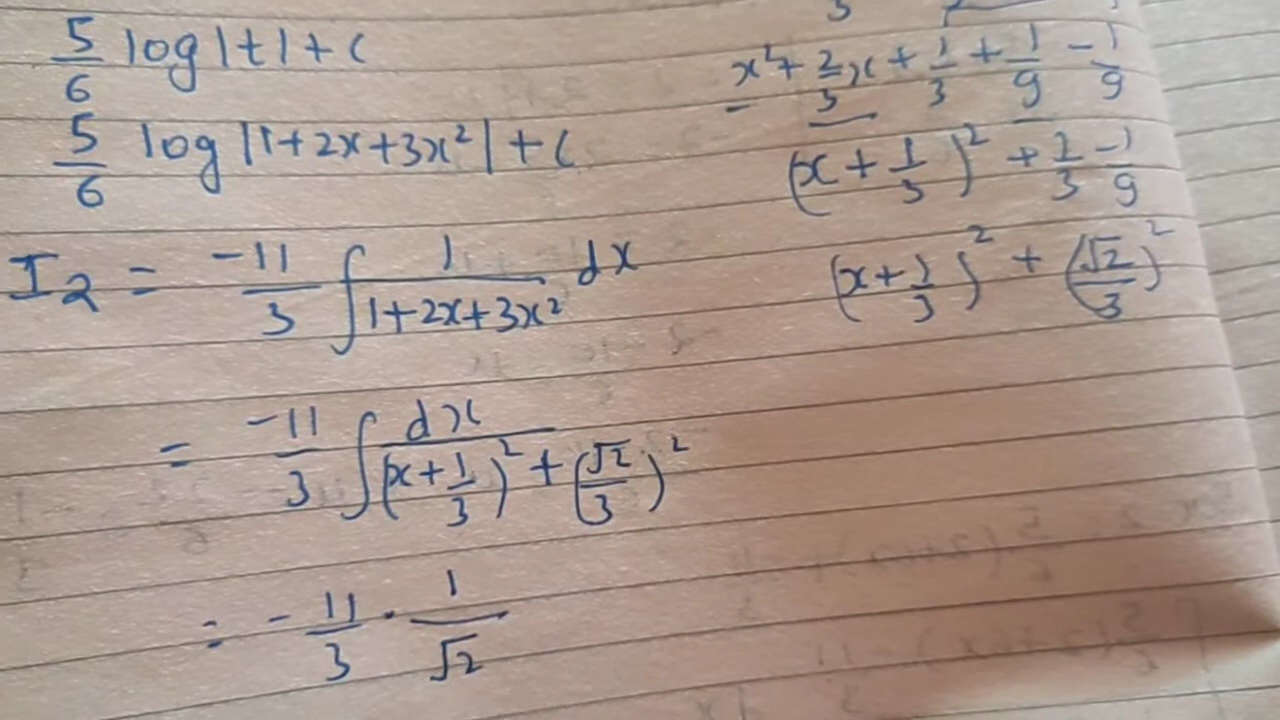 5/6 log|t|+c
5/6 log|1+2x+3x²|+c
I₂ = -11/3 ∫ 1/(1+2x+3x²) dx
= -11/3 ∫ dx/((x+1/3)²+(√2/3)²)
= -11/3 · 1/√2
x²+2/3x+1/3+1/9-1/9
(x+1/3)²+1/3-1/9
(x+1/3)²+(√2/3)²